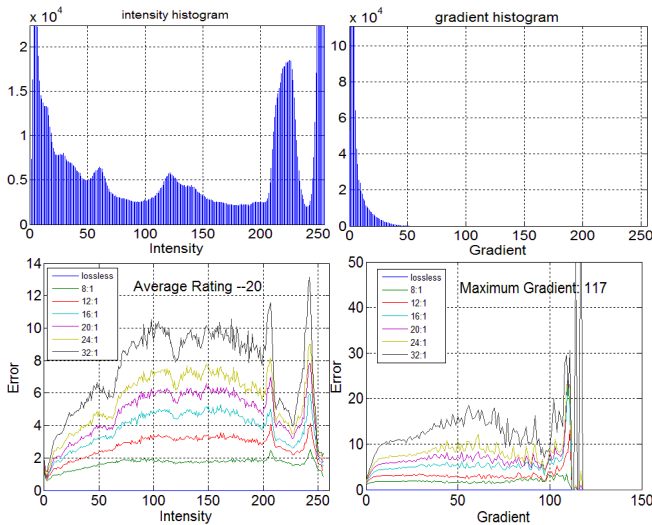 intensity histogram
x 10^4
2
1.5
1
0.5
0
0 50 100 150 200 250
Intensity
gradient histogram
x 10^4
10
8
6
4
2
0
0 50 100 150 200 250
Gradient
14
12
10
8
6
4
2
0
Error
lossless
8:1
12:1
16:1
20:1
24:1
32:1
Average Rating --20
0 50 100 150 200 250
Intensity
50
40
30
20
10
0
Error
lossless
8:1
12:1
16:1
20:1
24:1
32:1
Maximum Gradient: 117
0 50 100 150
Gradient